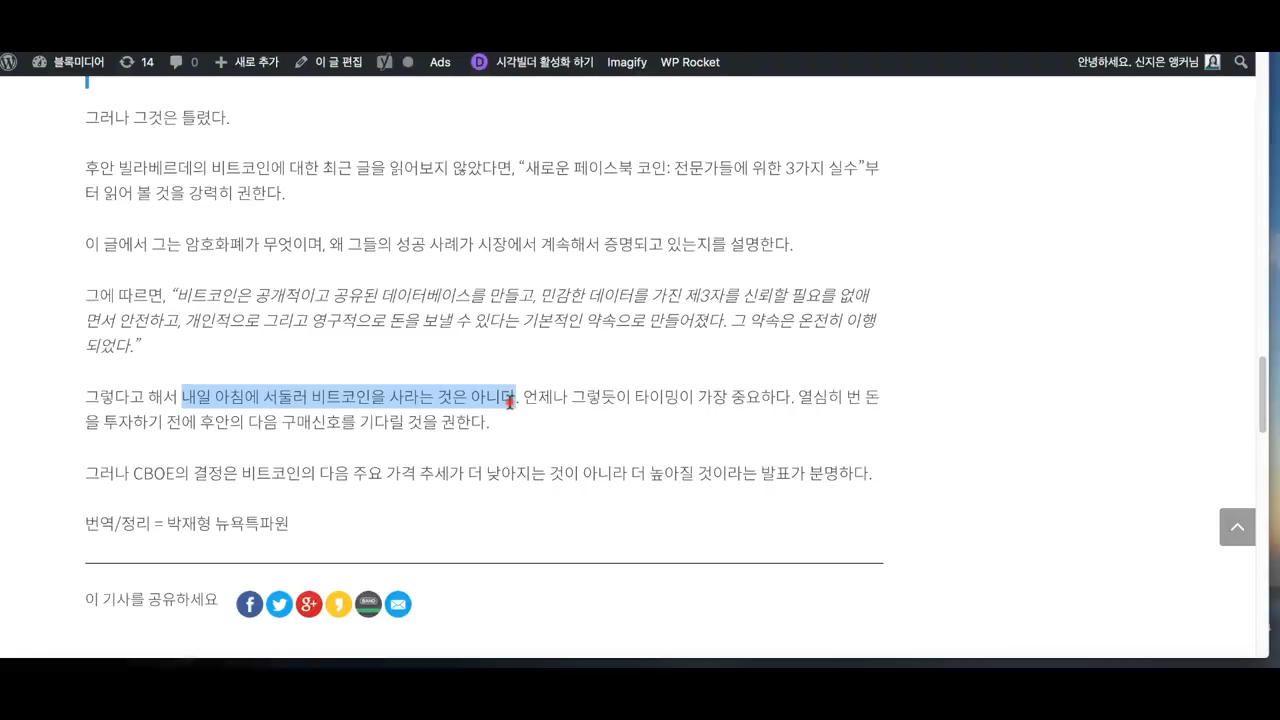 블록미디어 14 0 새로 추가 이 글 편집 Ads D 시각빌더 활성화 하기 Imagify WP Rocket 안녕하세요. 신지은 앵커님
그러나 그것은 틀렸다.
후안 빌라베르데의 비트코인에 대한 최근 글을 읽어보지 않았다면, “새로운 페이스북 코인: 전문가들에 위한 3가지 실수”부
터 읽어 볼 것을 강력히 권한다.
이 글에서 그는 암호화폐가 무엇이며, 왜 그들의 성공 사례가 시장에서 계속해서 증명되고 있는지를 설명한다.
그에 따르면, “비트코인은 공개적이고 공유된 데이터베이스를 만들고, 민감한 데이터를 가진 제3자를 신뢰할 필요를 없애
면서 안전하고, 개인적으로 그리고 영구적으로 돈을 보낼 수 있다는 기본적인 약속으로 만들어졌다. 그 약속은 온전히 이행
되었다.”
그렇다고 해서 내일 아침에 서둘러 비트코인을 사라는 것은 아니다. 언제나 그렇듯이 타이밍이 가장 중요하다. 열심히 번 돈
을 투자하기 전에 후안의 다음 구매신호를 기다릴 것을 권한다.
그러나 CBOE의 결정은 비트코인의 다음 주요 가격 추세가 더 낮아지는 것이 아니라 더 높아질 것이라는 발표가 분명하다.
번역/정리 = 박재형 뉴욕특파원
이 기사를 공유하세요 f g+ BAND